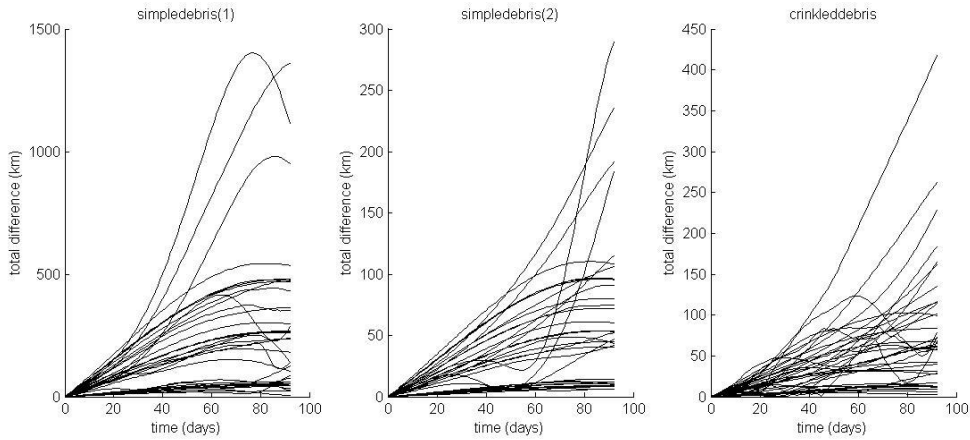 simpledebris(1)
1500
1000
500
0
0 20 40 60 80 100
total difference (km)
time (days)
simpledebris(2)
300
250
200
150
100
50
0
0 20 40 60 80 100
total difference (km)
time (days)
crinkleddebris
450
400
350
300
250
200
150
100
50
0
0 20 40 60 80 100
total difference (km)
time (days)